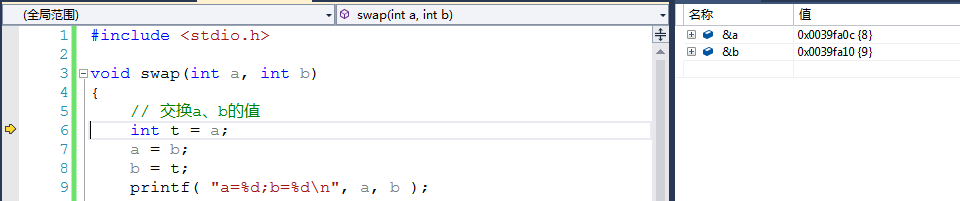 (全局范围) swap(int a, int b)
1 #include <stdio.h>
2
3 void swap(int a, int b)
4 {
5 // 交换a、b的值
6 int t = a;
7 a = b;
8 b = t;
9 printf( "a=%d;b=%d\n", a, b );
名称 值
&a 0x0039fa0c {8}
&b 0x0039fa10 {9}